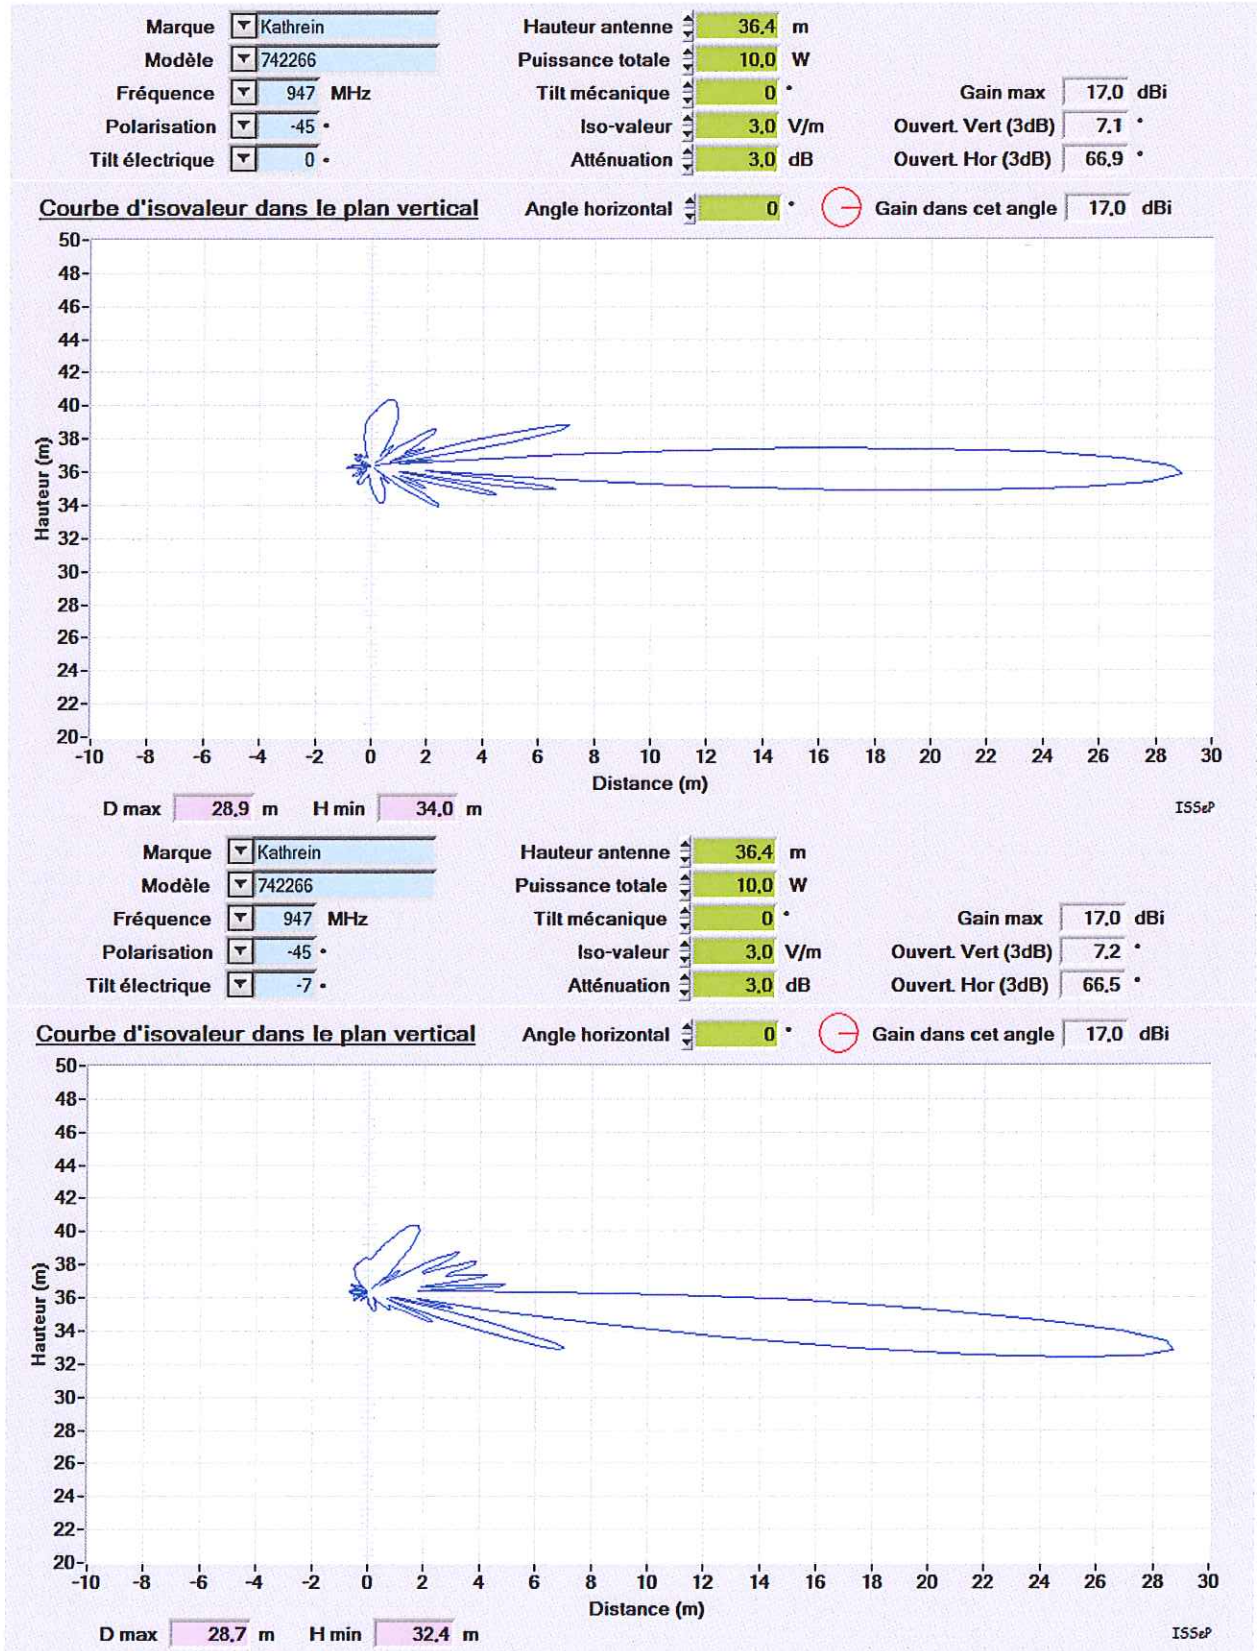 Marque Kathrein Hauteur antenne 36,4 m
Modèle 742266 Puissance totale 10,0 W
Fréquence 947 MHz Tilt mécanique 0 ° Gain max 17,0 dBi
Polarisation -45 ° Iso-valeur 3,0 V/m Ouvert. Vert (3dB) 7,1 °
Tilt électrique 0 ° Atténuation 3,0 dB Ouvert. Hor (3dB) 66,9 °
Courbe d'isovaleur dans le plan vertical Angle horizontal 0 ° Gain dans cet angle 17,0 dBi
50
48
46
44
42
40
38
36
34
32
30
28
26
24
22
20
Hauteur (m)
-10 -8 -6 -4 -2 0 2 4 6 8 10 12 14 16 18 20 22 24 26 28 30
Distance (m)
D max 28,9 m H min 34,0 m ISSeP
Marque Kathrein Hauteur antenne 36,4 m
Modèle 742266 Puissance totale 10,0 W
Fréquence 947 MHz Tilt mécanique 0 ° Gain max 17,0 dBi
Polarisation -45 ° Iso-valeur 3,0 V/m Ouvert. Vert (3dB) 7,2 °
Tilt électrique -7 ° Atténuation 3,0 dB Ouvert. Hor (3dB) 66,5 °
Courbe d'isovaleur dans le plan vertical Angle horizontal 0 ° Gain dans cet angle 17,0 dBi
50
48
46
44
42
40
38
36
34
32
30
28
26
24
22
20
Hauteur (m)
-10 -8 -6 -4 -2 0 2 4 6 8 10 12 14 16 18 20 22 24 26 28 30
Distance (m)
D max 28,7 m H min 32,4 m ISSeP